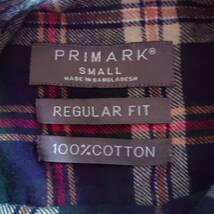 PRIMARK®
SMALL
MADE IN BANGLADESH
REGULAR FIT
100%COTTON